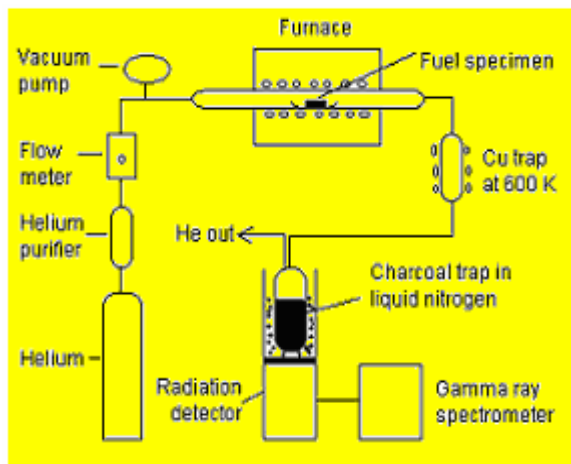 Furnace
Vacuum
pump
Fuel specimen
Flow
meter
Cu trap
at 600 K
Helium
purifier
He out
Charcoal trap in
liquid nitrogen
Helium
Radiation
detector
Gamma ray
spectrometer